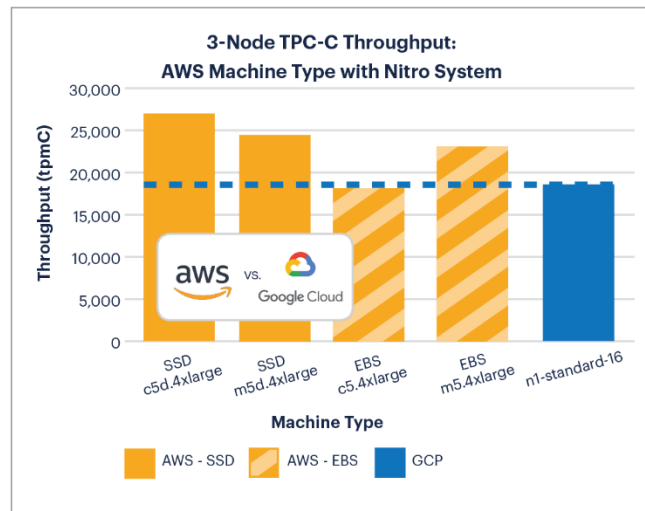 3-Node TPC-C Throughput:
AWS Machine Type with Nitro System
Throughput (tpmC)
30,000
25,000
20,000
15,000
10,000
5,000
0
aws vs. Google Cloud
SSD
c5d.4xlarge
SSD
m5d.4xlarge
EBS
c5.4xlarge
EBS
m5.4xlarge
n1-standard-16
Machine Type
AWS - SSD AWS - EBS GCP